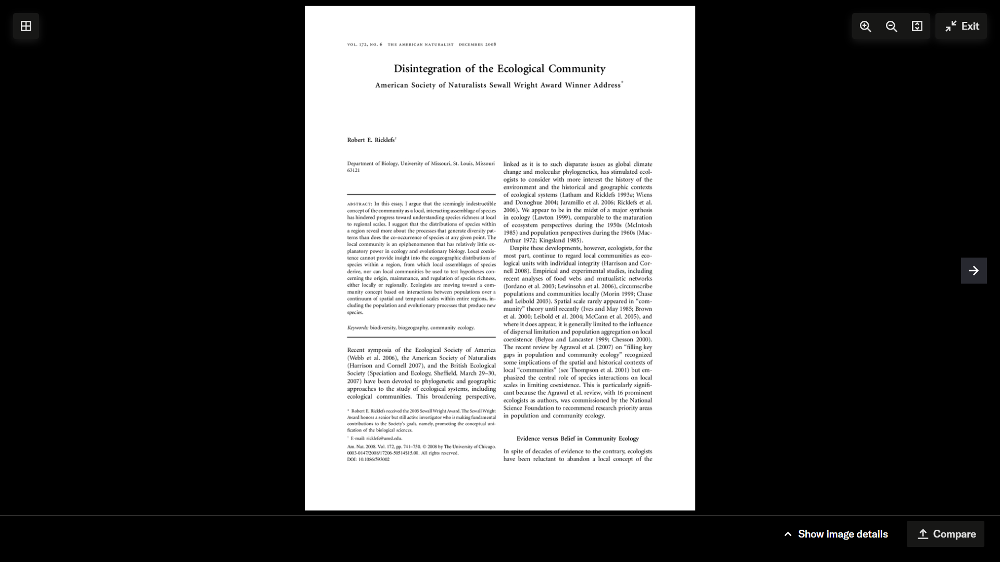 Exit
VOL. 172, NO. 6 THE AMERICAN NATURALIST DECEMBER 2008
Disintegration of the Ecological Community
American Society of Naturalists Sewall Wright Award Winner Address*
Robert E. Ricklefs†
Department of Biology, University of Missouri, St. Louis, Missouri
63121
ABSTRACT: In this essay, I argue that the seemingly indestructible
concept of the community as a local, interacting assemblage of species
has hindered progress toward understanding species richness at local
to regional scales. I suggest that the distributions of species within
a region reveal more about the processes that generate diversity pat-
terns than does the co-occurrence of species at any given point. The
local community is an epiphenomenon that has relatively little ex-
planatory power in ecology and evolutionary biology. Local coexis-
tence cannot provide insight into the ecogeographic distributions of
species within a region, from which local assemblages of species
derive, nor can local communities be used to test hypotheses con-
cerning the origin, maintenance, and regulation of species richness,
either locally or regionally. Ecologists are moving toward a com-
munity concept based on interactions between populations over a
continuum of spatial and temporal scales within entire regions, in-
cluding the population and evolutionary processes that produce new
species.
Keywords: biodiversity, biogeography, community ecology.
Recent symposia of the Ecological Society of America
(Webb et al. 2006), the American Society of Naturalists
(Harrison and Cornell 2007), and the British Ecological
Society (Speciation and Ecology, Sheffield, March 29–30,
2007) have been devoted to phylogenetic and geographic
approaches to the study of ecological systems, including
ecological communities. This broadening perspective,
* Robert E. Ricklefs received the 2005 Sewall Wright Award. The Sewall Wright
Award honors a senior but still active investigator who is making fundamental
contributions to the Society's goals, namely, promoting the conceptual uni-
fication of the biological sciences.
† E-mail: ricklefs@umsl.edu.
Am. Nat. 2008. Vol. 172, pp. 741–750. © 2008 by The University of Chicago.
0003-0147/2008/17206-50514$15.00. All rights reserved.
DOI: 10.1086/593002
linked as it is to such disparate issues as global climate
change and molecular phylogenetics, has stimulated ecol-
ogists to consider with more interest the history of the
environment and the historical and geographic contexts
of ecological systems (Latham and Ricklefs 1993a; Wiens
and Donoghue 2004; Jaramillo et al. 2006; Ricklefs et al.
2006). We appear to be in the midst of a major synthesis
in ecology (Lawton 1999), comparable to the maturation
of ecosystem perspectives during the 1950s (McIntosh
1985) and population perspectives during the 1960s (Mac-
Arthur 1972; Kingsland 1985).
Despite these developments, however, ecologists, for the
most part, continue to regard local communities as eco-
logical units with individual integrity (Harrison and Cor-
nell 2008). Empirical and experimental studies, including
recent analyses of food webs and mutualistic networks
(Jordano et al. 2003; Lewinsohn et al. 2006), circumscribe
populations and communities locally (Morin 1999; Chase
and Leibold 2003). Spatial scale rarely appeared in “com-
munity” theory until recently (Ives and May 1985; Brown
et al. 2000; Leibold et al. 2004; McCann et al. 2005), and
where it does appear, it is generally limited to the influence
of dispersal limitation and population aggregation on local
coexistence (Belyea and Lancaster 1999; Chesson 2000).
The recent review by Agrawal et al. (2007) on “filling key
gaps in population and community ecology” recognized
some implications of the spatial and historical contexts of
local “communities” (see Thompson et al. 2001) but em-
phasized the central role of species interactions on local
scales in limiting coexistence. This is particularly signifi-
cant because the Agrawal et al. review, with 16 prominent
ecologists as authors, was commissioned by the National
Science Foundation to recommend research priority areas
in population and community ecology.
Evidence versus Belief in Community Ecology
In spite of decades of evidence to the contrary, ecologists
have been reluctant to abandon a local concept of the
Show image details
Compare